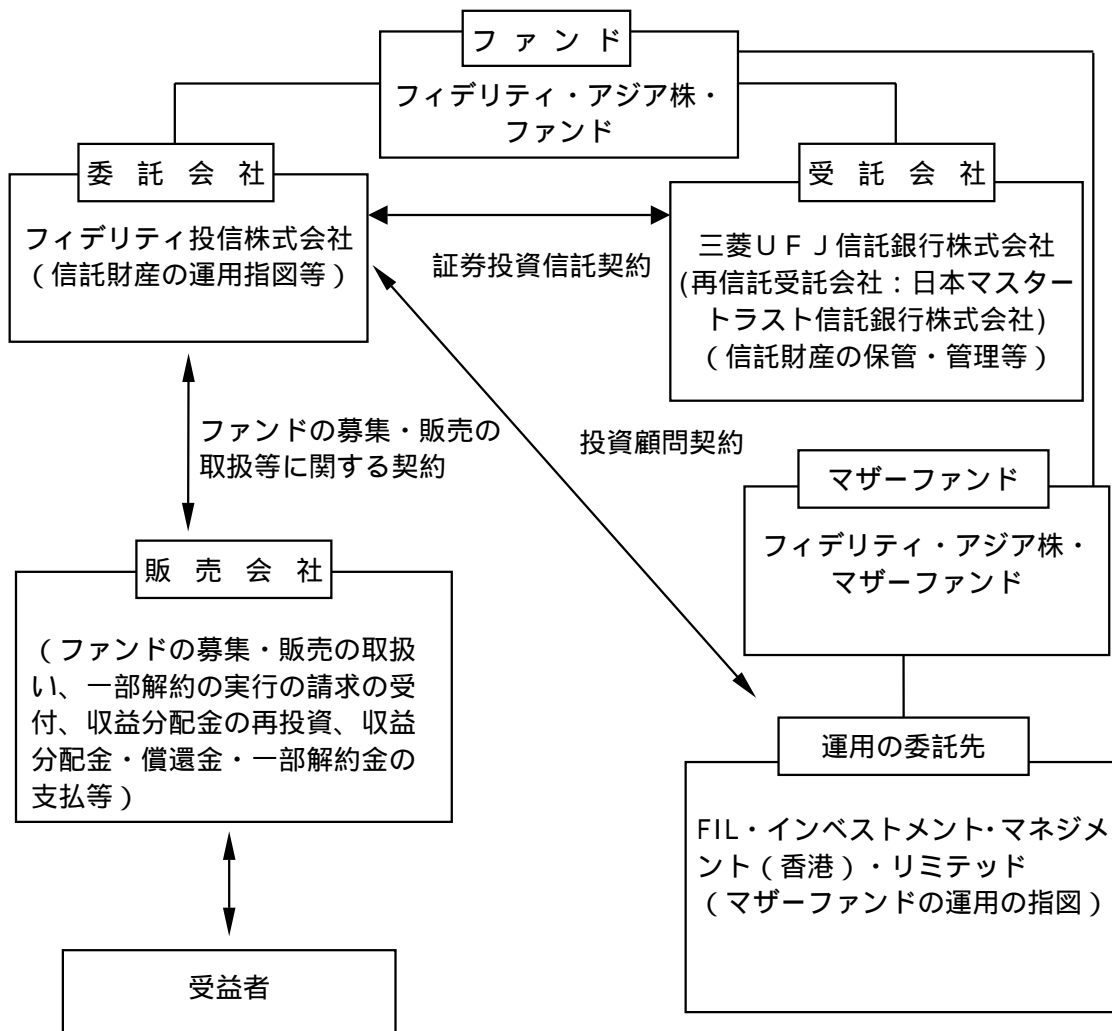 ファンド
フィデリティ・アジア株・
ファンド
委託会社
フィデリティ投信株式会社
(信託財産の運用指図等)
受託会社
三菱ＵＦＪ信託銀行株式会社
(再信託受託会社：日本マスター
トラスト信託銀行株式会社)
(信託財産の保管・管理等)
証券投資信託契約
ファンドの募集・販売の
取扱等に関する契約
投資顧問契約
マザーファンド
フィデリティ・アジア株・
マザーファンド
販売会社
(ファンドの募集・販売の取扱
い、一部解約の実行の請求の受
付、収益分配金の再投資、収益
分配金・償還金・一部解約金の
支払等)
運用の委託先
FIL・インベストメント・マネジメ
ント(香港)・リミテッド
(マザーファンドの運用の指図)
受益者